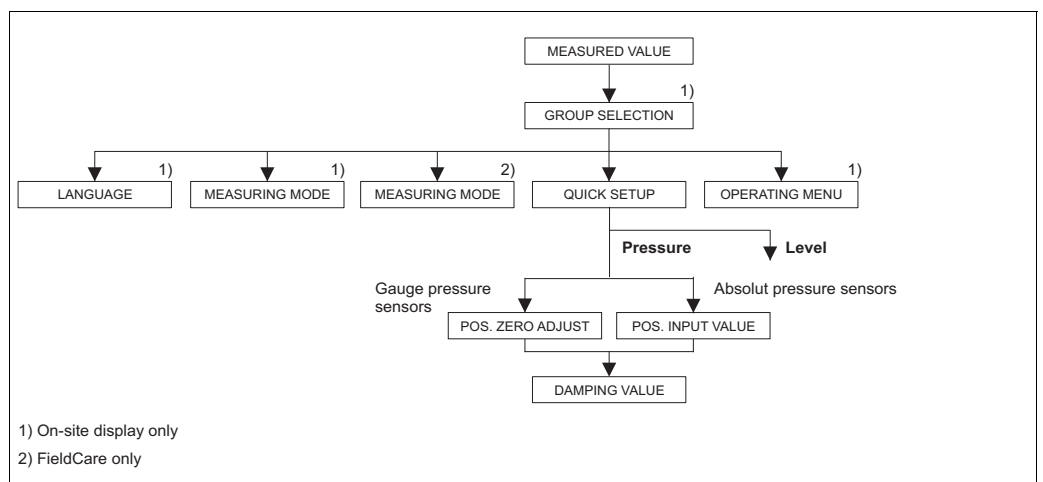 MEASURED VALUE
1)
GROUP SELECTION
1)
1)
2)
1)
LANGUAGE
MEASURING MODE
MEASURING MODE
QUICK SETUP
OPERATING MENU
Pressure
Level
Gauge pressure
sensors
Absolut pressure sensors
POS. ZERO ADJUST
POS. INPUT VALUE
DAMPING VALUE
1) On-site display only
2) FieldCare only